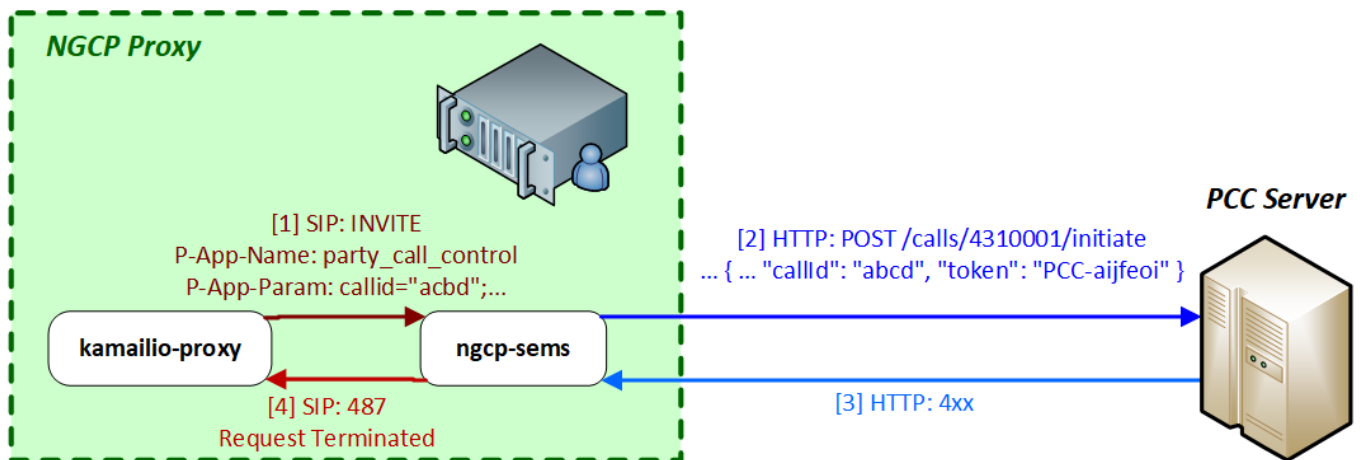 NGCP Proxy
[1] SIP: INVITE
P-App-Name: party_call_control
P-App-Param: callid="acbd";...
kamailio-proxy
ngcp-sems
[4] SIP: 487
Request Terminated
PCC Server
[2] HTTP: POST /calls/4310001/initiate
... { ... "callId": "abcd", "token": "PCC-aijfeoi" }
[3] HTTP: 4xx